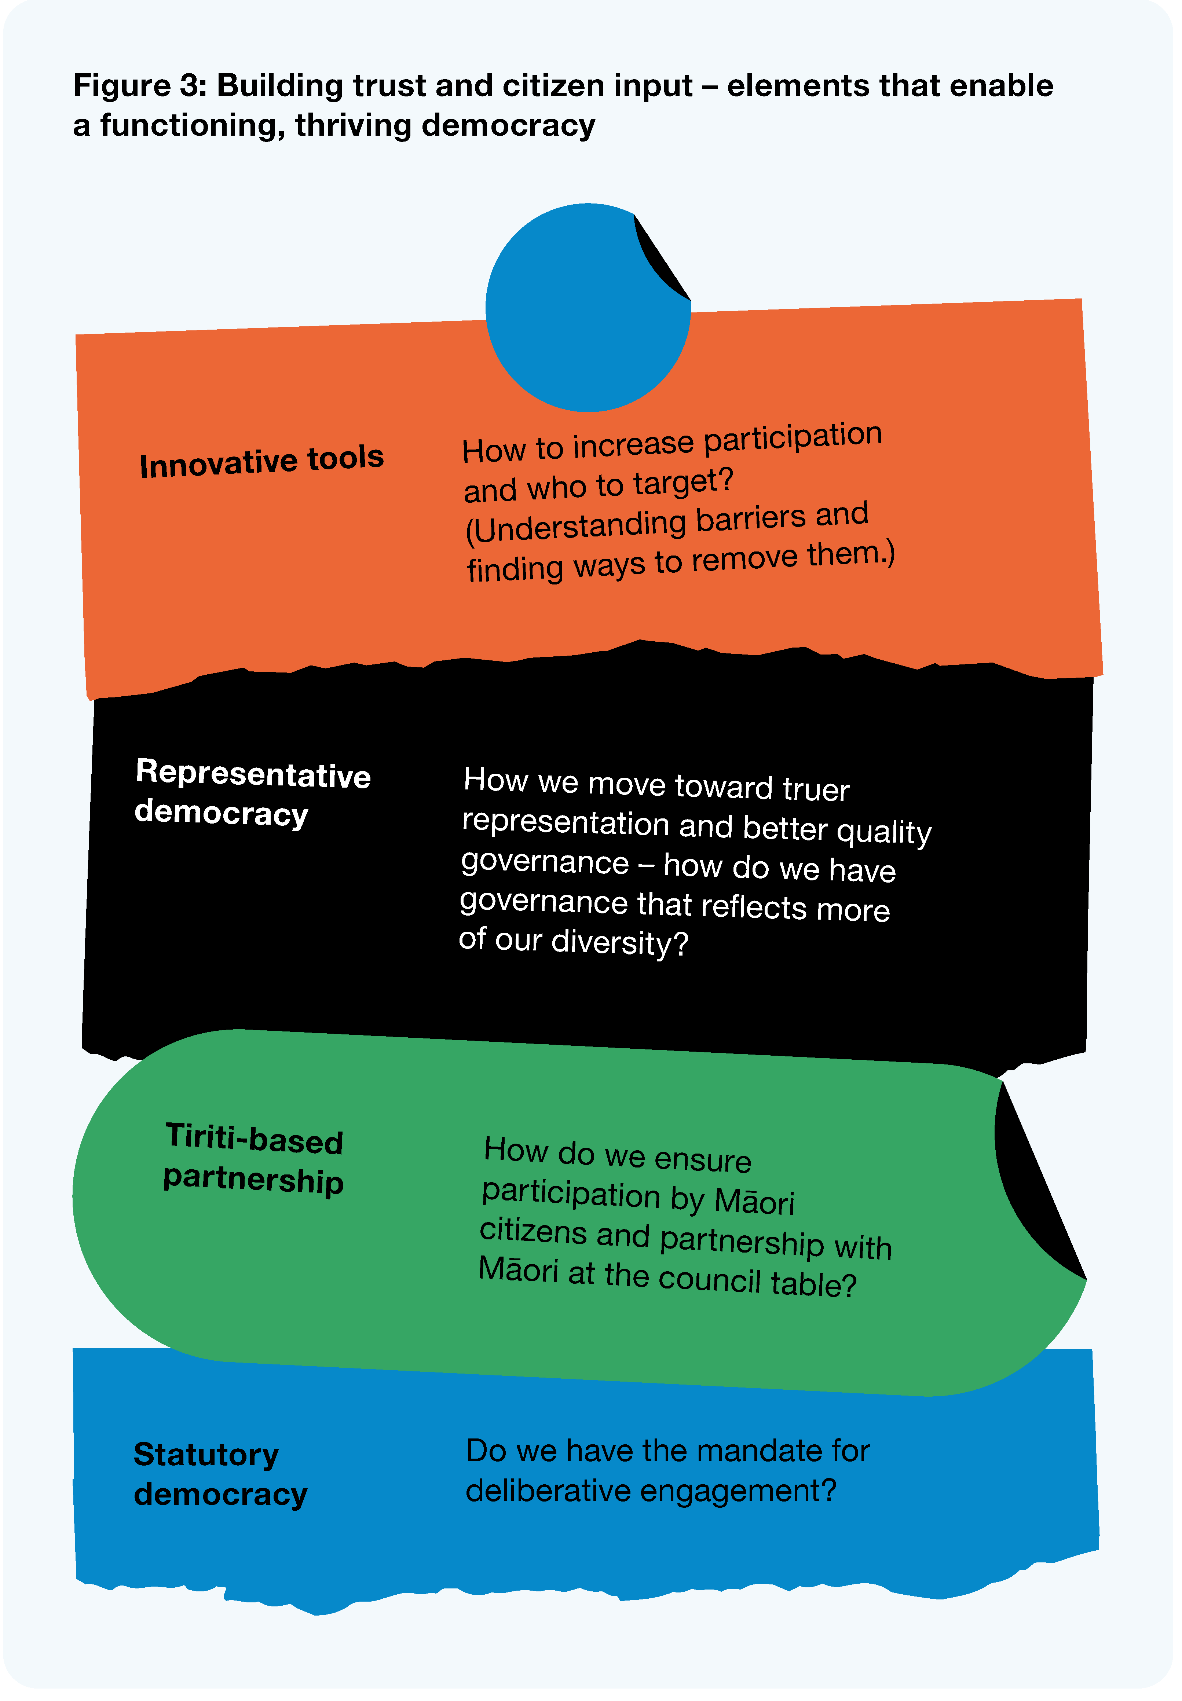 Figure 3: Building trust and citizen input – elements that enable
a functioning, thriving democracy
Innovative tools
How to increase participation
and who to target?
(Understanding barriers and
finding ways to remove them.)
Representative
democracy
How we move toward truer
representation and better quality
governance – how do we have
governance that reflects more
of our diversity?
Tiriti-based
partnership
How do we ensure
participation by Māori
citizens and partnership with
Māori at the council table?
Statutory
democracy
Do we have the mandate for
deliberative engagement?